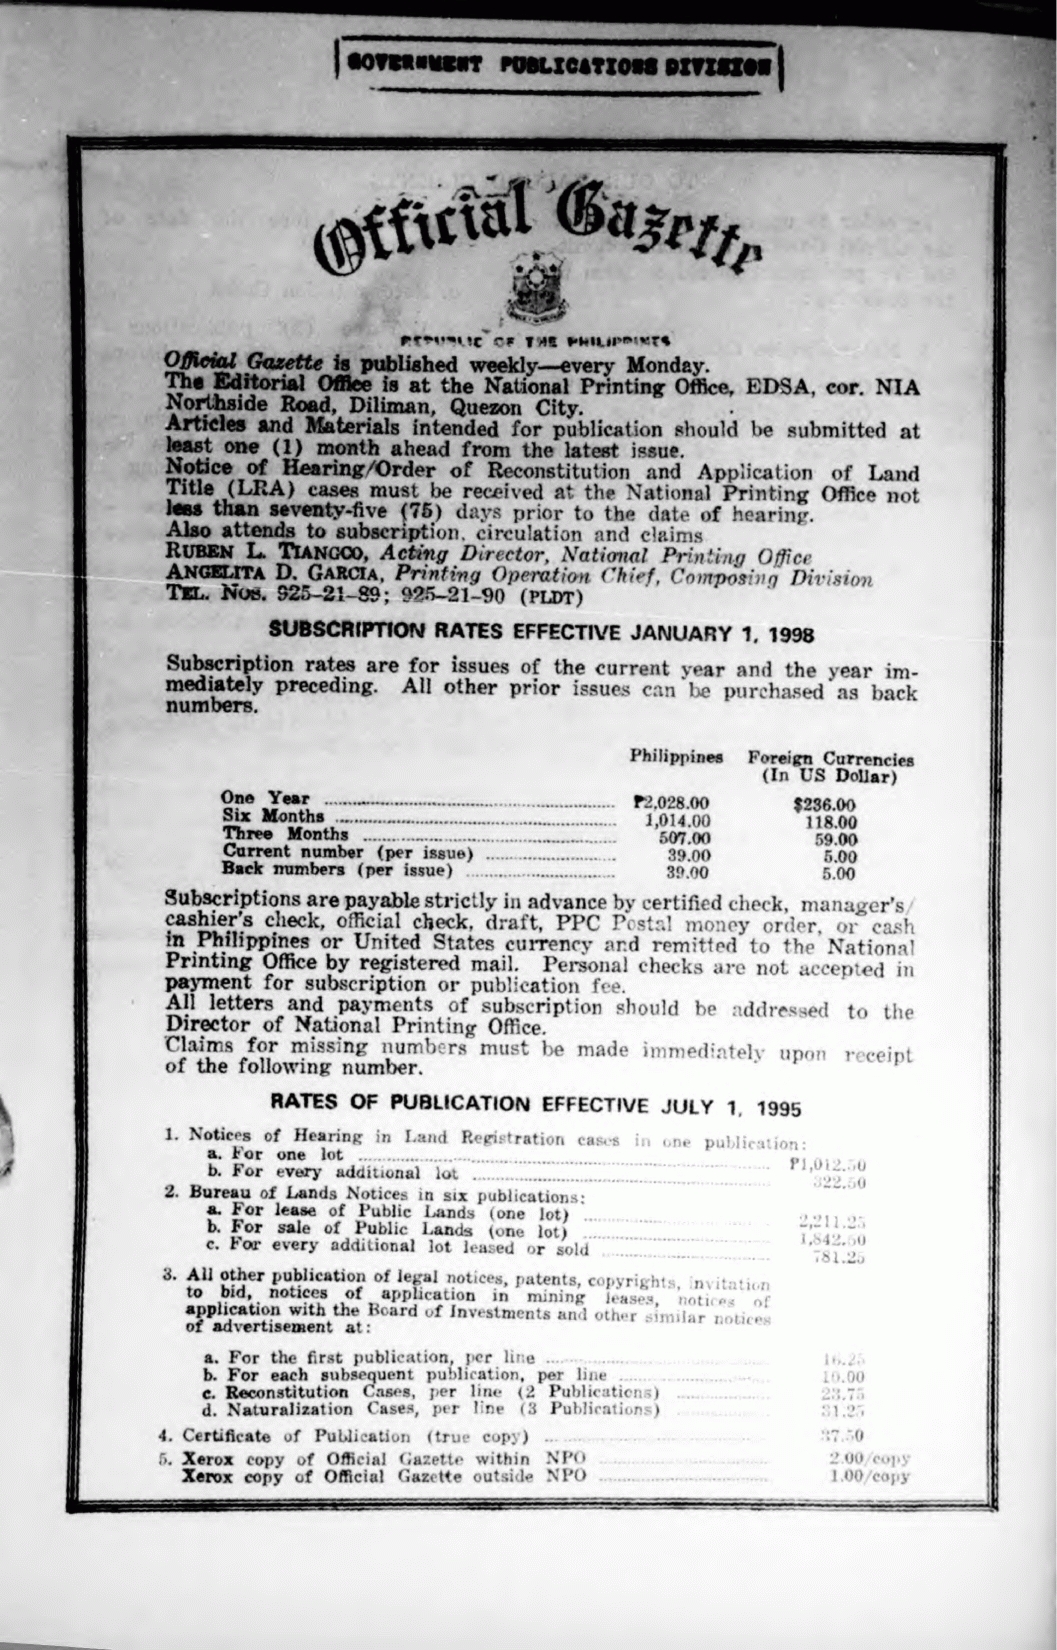 GOVERNMENT PUBLICATIONS DIVISION
Official Gazette
REPUBLIC OF THE PHILIPPINES
Official Gazette is published weekly—every Monday.
The Editorial Office is at the National Printing Office, EDSA, cor. NIA
Northside Road, Diliman, Quezon City.
Articles and Materials intended for publication should be submitted at
least one (1) month ahead from the latest issue.
Notice of Hearing/Order of Reconstitution and Application of Land
Title (LRA) cases must be received at the National Printing Office not
less than seventy-five (75) days prior to the date of hearing.
Also attends to subscription, circulation and claims
RUBEN L. TIANGCO, Acting Director, National Printing Office
ANGELITA D. GARCIA, Printing Operation Chief, Composing Division
TEL. Nos. 925-21-89; 925-21-90 (PLDT)
SUBSCRIPTION RATES EFFECTIVE JANUARY 1, 1998
Subscription rates are for issues of the current year and the year im-
mediately preceding. All other prior issues can be purchased as back
numbers.
Philippines Foreign Currencies
(In US Dollar)
One Year ₱2,028.00 $236.00
Six Months 1,014.00 118.00
Three Months 507.00 59.00
Current number (per issue) 39.00 5.00
Back numbers (per issue) 39.00 5.00
Subscriptions are payable strictly in advance by certified check, manager's/
cashier's check, official check, draft, PPC Postal money order, or cash
in Philippines or United States currency and remitted to the National
Printing Office by registered mail. Personal checks are not accepted in
payment for subscription or publication fee.
All letters and payments of subscription should be addressed to the
Director of National Printing Office.
Claims for missing numbers must be made immediately upon receipt
of the following number.
RATES OF PUBLICATION EFFECTIVE JULY 1, 1995
1. Notices of Hearing in Land Registration cases in one publication:
a. For one lot ₱1,012.50
b. For every additional lot 322.50
2. Bureau of Lands Notices in six publications:
a. For lease of Public Lands (one lot) 2,211.25
b. For sale of Public Lands (one lot) 1,842.50
c. For every additional lot leased or sold 781.25
3. All other publication of legal notices, patents, copyrights, invitation
to bid, notices of application in mining leases, notices of
application with the Board of Investments and other similar notices
of advertisement at:
a. For the first publication, per line 16.25
b. For each subsequent publication, per line 10.00
c. Reconstitution Cases, per line (2 Publications) 23.75
d. Naturalization Cases, per line (3 Publications) 31.25
4. Certificate of Publication (true copy) 37.50
5. Xerox copy of Official Gazette within NPO 2.00/copy
Xerox copy of Official Gazette outside NPO 1.00/copy